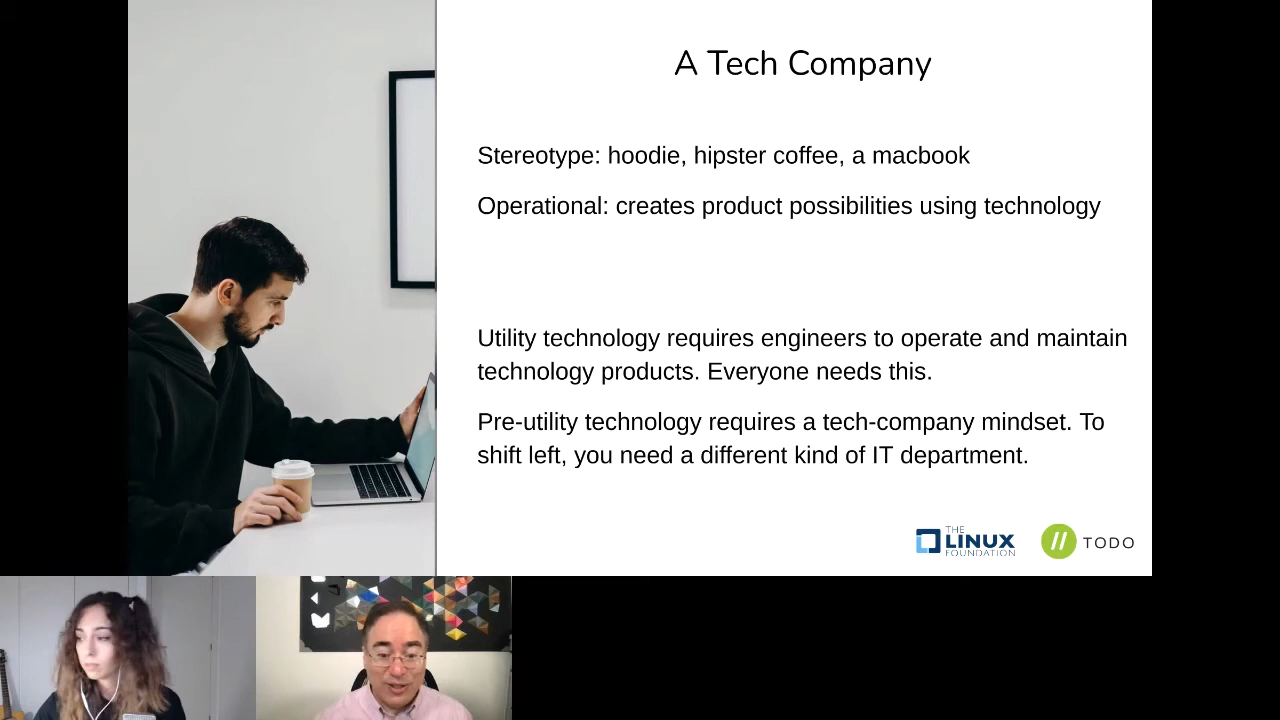 A Tech Company
Stereotype: hoodie, hipster coffee, a macbook
Operational: creates product possibilities using technology
Utility technology requires engineers to operate and maintain
technology products. Everyone needs this.
Pre-utility technology requires a tech-company mindset. To
shift left, you need a different kind of IT department.
THE
LINUX
FOUNDATION
// TODO